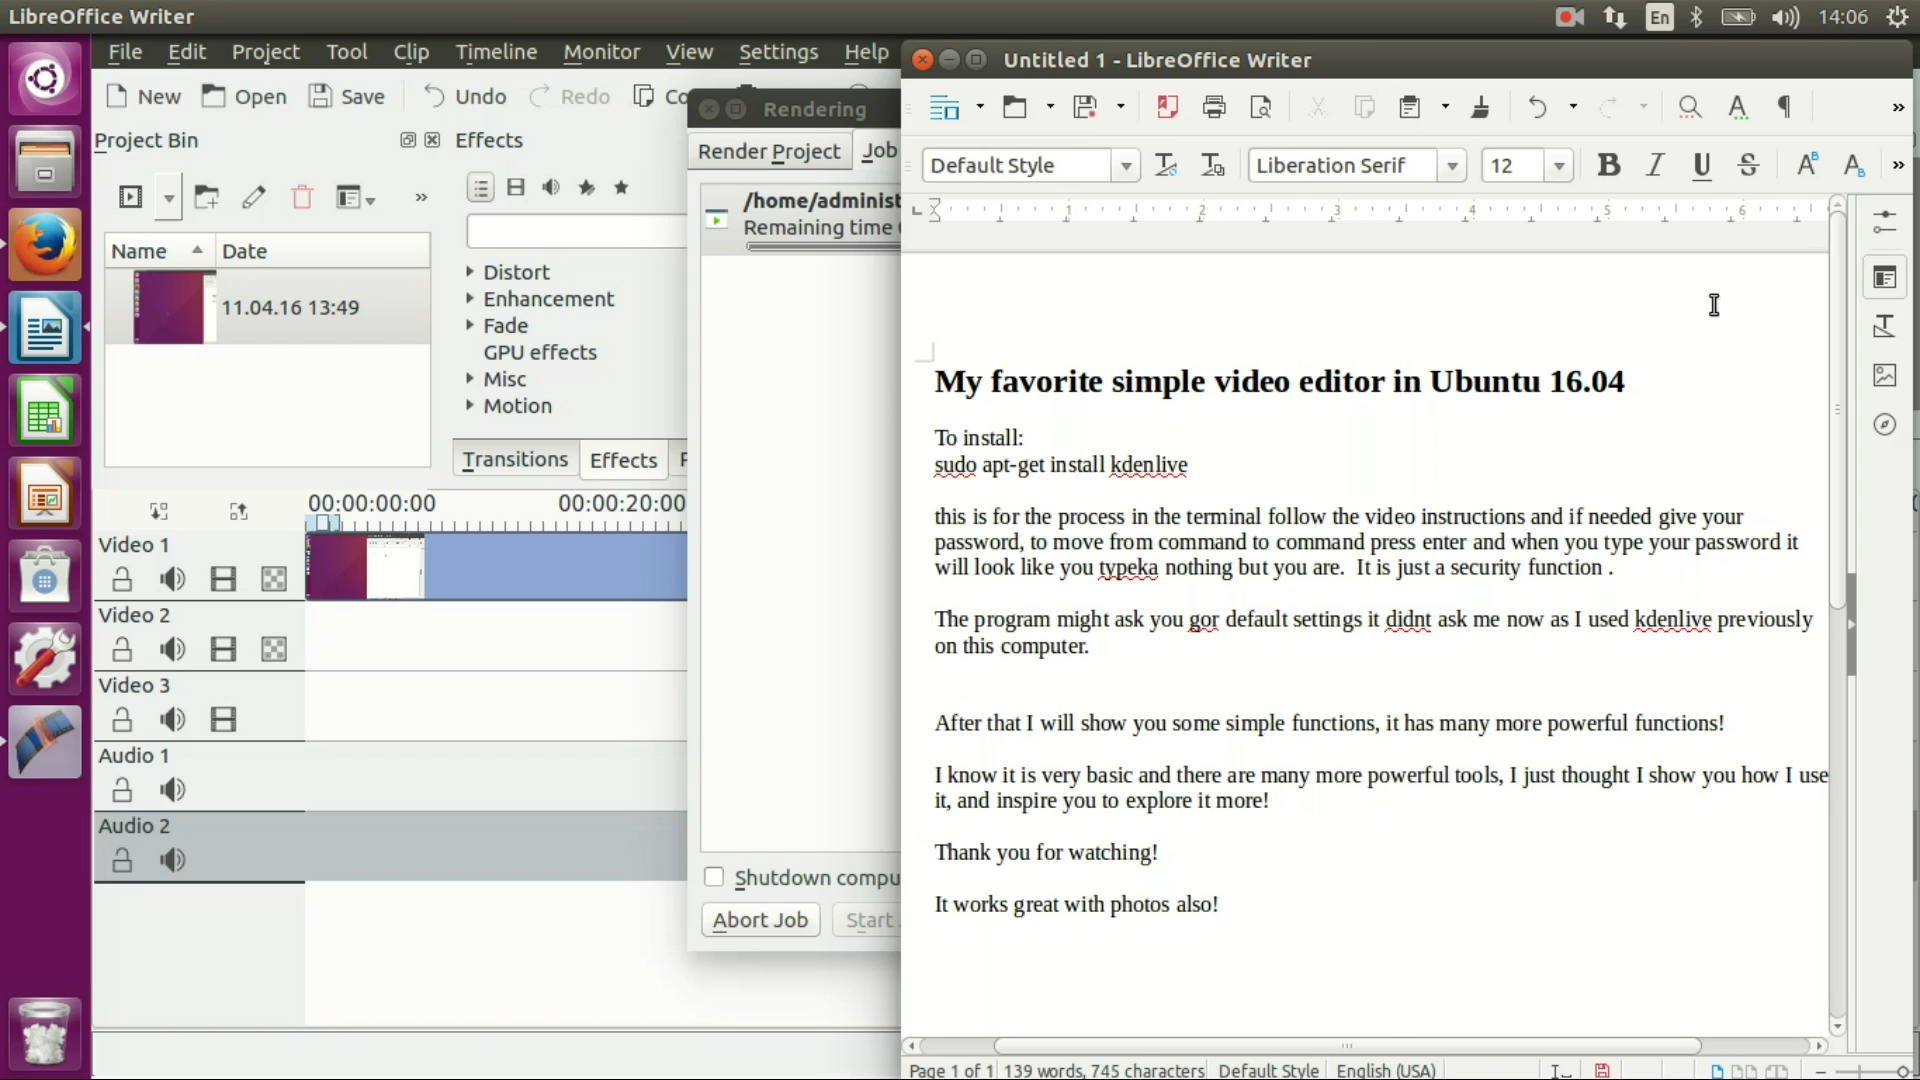 LibreOffice Writer
En
14:06
File Edit Project Tool Clip Timeline Monitor View Settings Help
New Open Save Undo Redo Co
Project Bin
Effects
Name Date
11.04.16 13:49
Distort
Enhancement
Fade
GPU effects
Misc
Motion
Transitions Effects
00:00:00:00 00:00:20:00
Video 1
Video 2
Video 3
Audio 1
Audio 2
Rendering
Render Project Job
/home/administ
Remaining time
Shutdown compu
Abort Job Start
Untitled 1 - LibreOffice Writer
Default Style Liberation Serif 12
1 2 3 4 5 6
My favorite simple video editor in Ubuntu 16.04
To install:
sudo apt-get install kdenlive
this is for the process in the terminal follow the video instructions and if needed give your
password, to move from command to command press enter and when you type your password it
will look like you typeka nothing but you are.  It is just a security function .
The program might ask you gor default settings it didnt ask me now as I used kdenlive previously
on this computer.
After that I will show you some simple functions, it has many more powerful functions!
I know it is very basic and there are many more powerful tools, I just thought I show you how I use
it, and inspire you to explore it more!
Thank you for watching!
It works great with photos also!
Page 1 of 1 139 words, 745 characters Default Style English (USA)